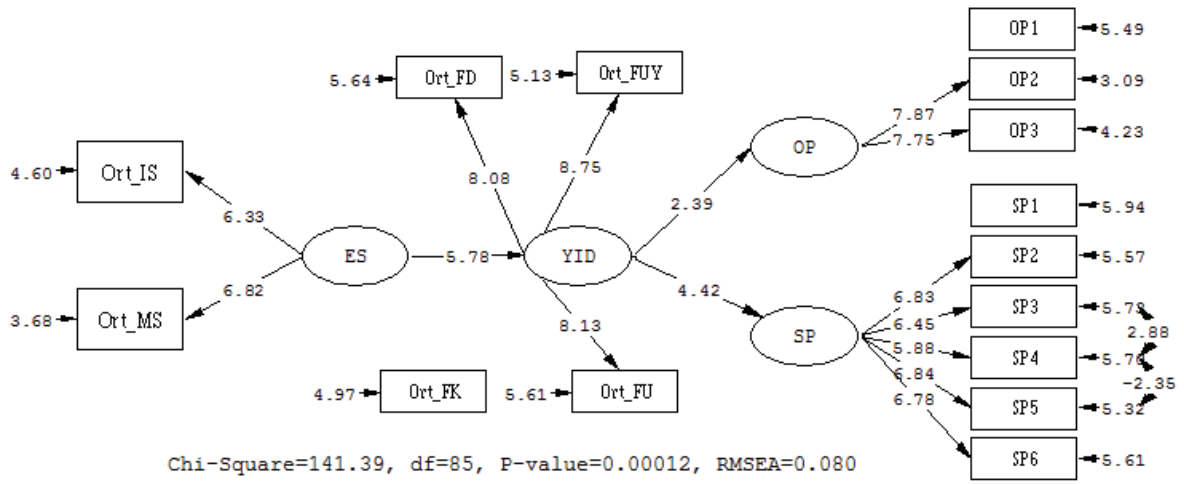 OP1
5.49
5.64
Ort_FD
5.13
Ort_FUY
OP2
3.09
7.87
OP3
4.23
7.75
OP
4.60
Ort_IS
8.08
8.75
2.39
SP1
5.94
6.33
ES
5.78
YID
SP2
5.57
4.42
6.83
6.82
SP3
5.73
6.45
2.88
3.68
Ort_MS
8.13
SP
5.88
SP4
5.76
6.84
-2.35
4.97
Ort_FK
5.61
Ort_FU
6.78
SP5
5.32
SP6
5.61
Chi-Square=141.39, df=85, P-value=0.00012, RMSEA=0.080